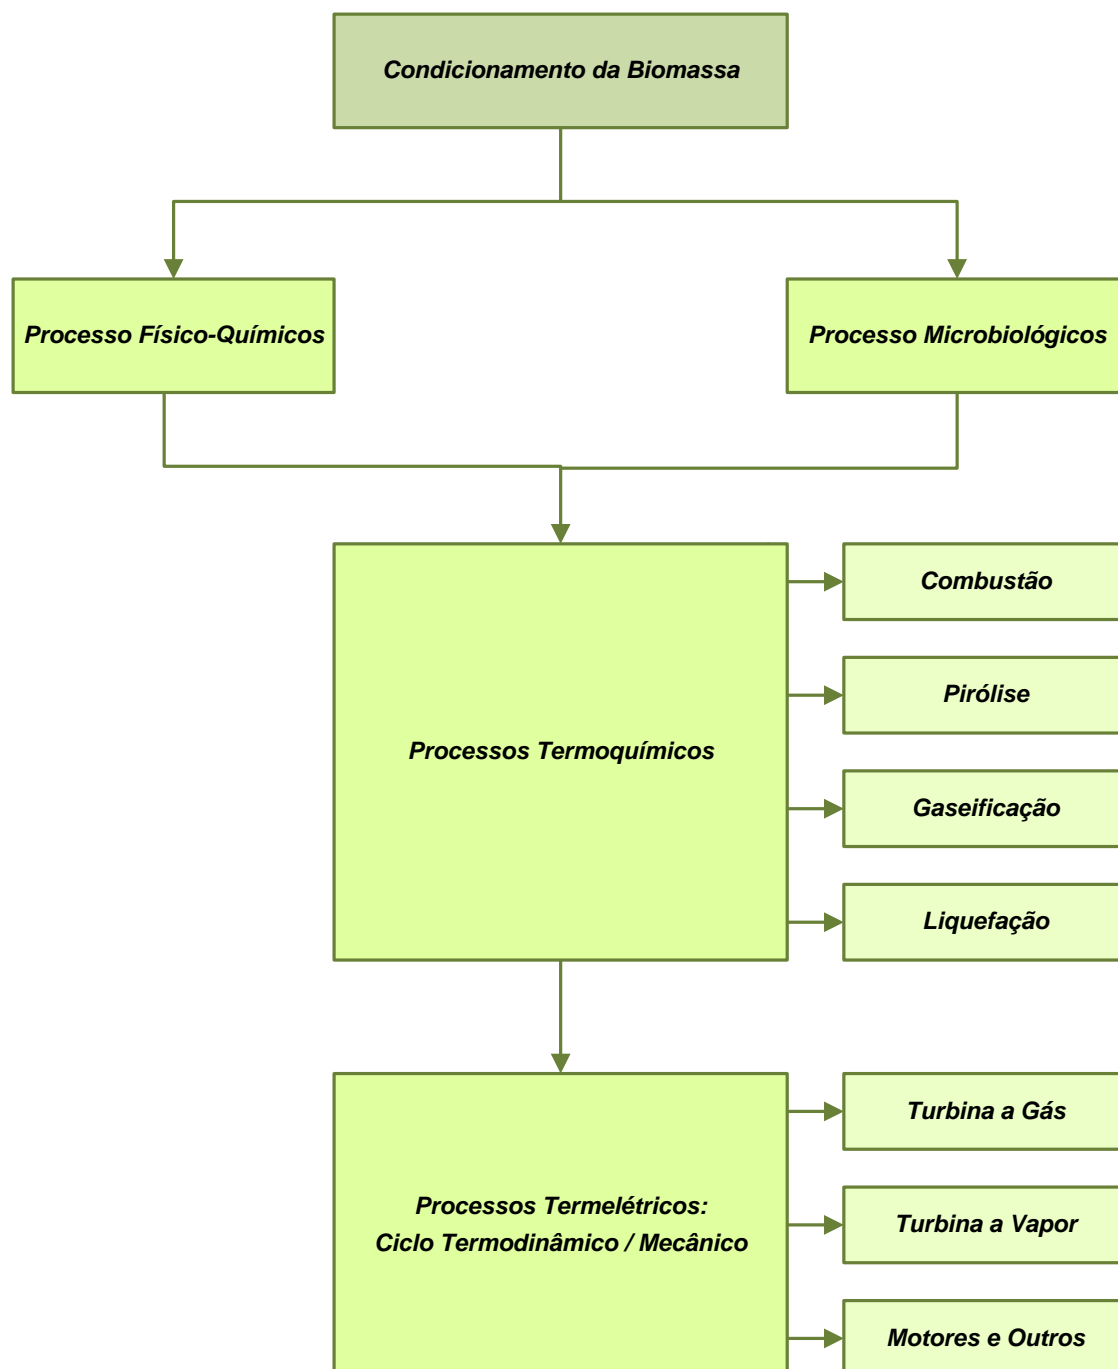 Condicionamento da Biomassa
Processo Físico-Químicos
Processo Microbiológicos
Processos Termoquímicos
Combustão
Pirólise
Gaseificação
Liquefação
Processos Termelétricos:
Ciclo Termodinâmico / Mecânico
Turbina a Gás
Turbina a Vapor
Motores e Outros